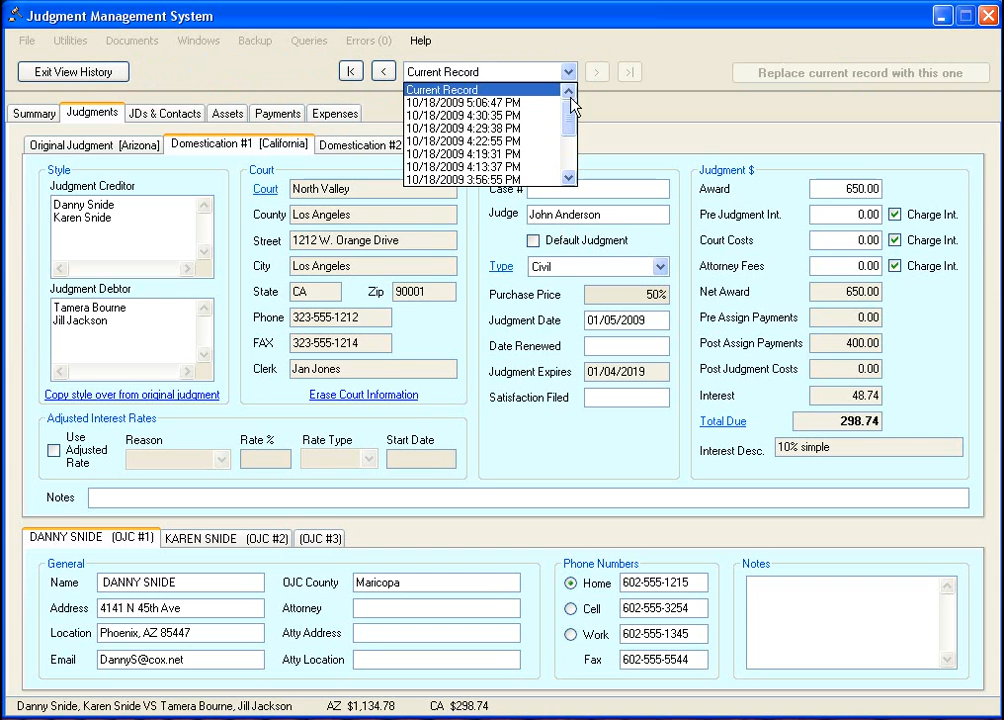 Judgment Management System
File Utilities Documents Windows Backup Queries Errors (0) Help
Exit View History
Current Record
Replace current record with this one
Current Record
10/18/2009 5:06:47 PM
10/18/2009 4:30:35 PM
10/18/2009 4:29:38 PM
10/18/2009 4:22:55 PM
10/18/2009 4:19:31 PM
10/18/2009 4:13:37 PM
10/18/2009 3:56:55 PM
Summary Judgments JDs & Contacts Assets Payments Expenses
Original Judgment [Arizona] Domestication #1 [California] Domestication #2
Style
Judgment Creditor
Danny Snide
Karen Snide
Judgment Debtor
Tamera Bourne
Jill Jackson
Copy style over from original judgment
Court
Court North Valley
County Los Angeles
Street 1212 W. Orange Drive
City Los Angeles
State CA Zip 90001
Phone 323-555-1212
FAX 323-555-1214
Clerk Jan Jones
Erase Court Information
Case #
Judge John Anderson
Default Judgment
Type Civil
Purchase Price 50%
Judgment Date 01/05/2009
Date Renewed
Judgment Expires 01/04/2019
Satisfaction Filed
Judgment $
Award 650.00
Pre Judgment Int. 0.00 Charge Int.
Court Costs 0.00 Charge Int.
Attorney Fees 0.00 Charge Int.
Net Award 650.00
Pre Assign Payments 0.00
Post Assign Payments 400.00
Post Judgment Costs 0.00
Interest 48.74
Total Due 298.74
Interest Desc. 10% simple
Adjusted Interest Rates
Use Adjusted Rate
Reason Rate % Rate Type Start Date
Notes
DANNY SNIDE (OJC #1) KAREN SNIDE (OJC #2) (OJC #3)
General
Name DANNY SNIDE
Address 4141 N 45th Ave
Location Phoenix, AZ 85447
Email DannyS@cox.net
OJC County Maricopa
Attorney
Atty Address
Atty Location
Phone Numbers
Home 602-555-1215
Cell 602-555-3254
Work 602-555-1345
Fax 602-555-5544
Notes
Danny Snide, Karen Snide VS Tamera Bourne, Jill Jackson AZ $1,134.78 CA $298.74